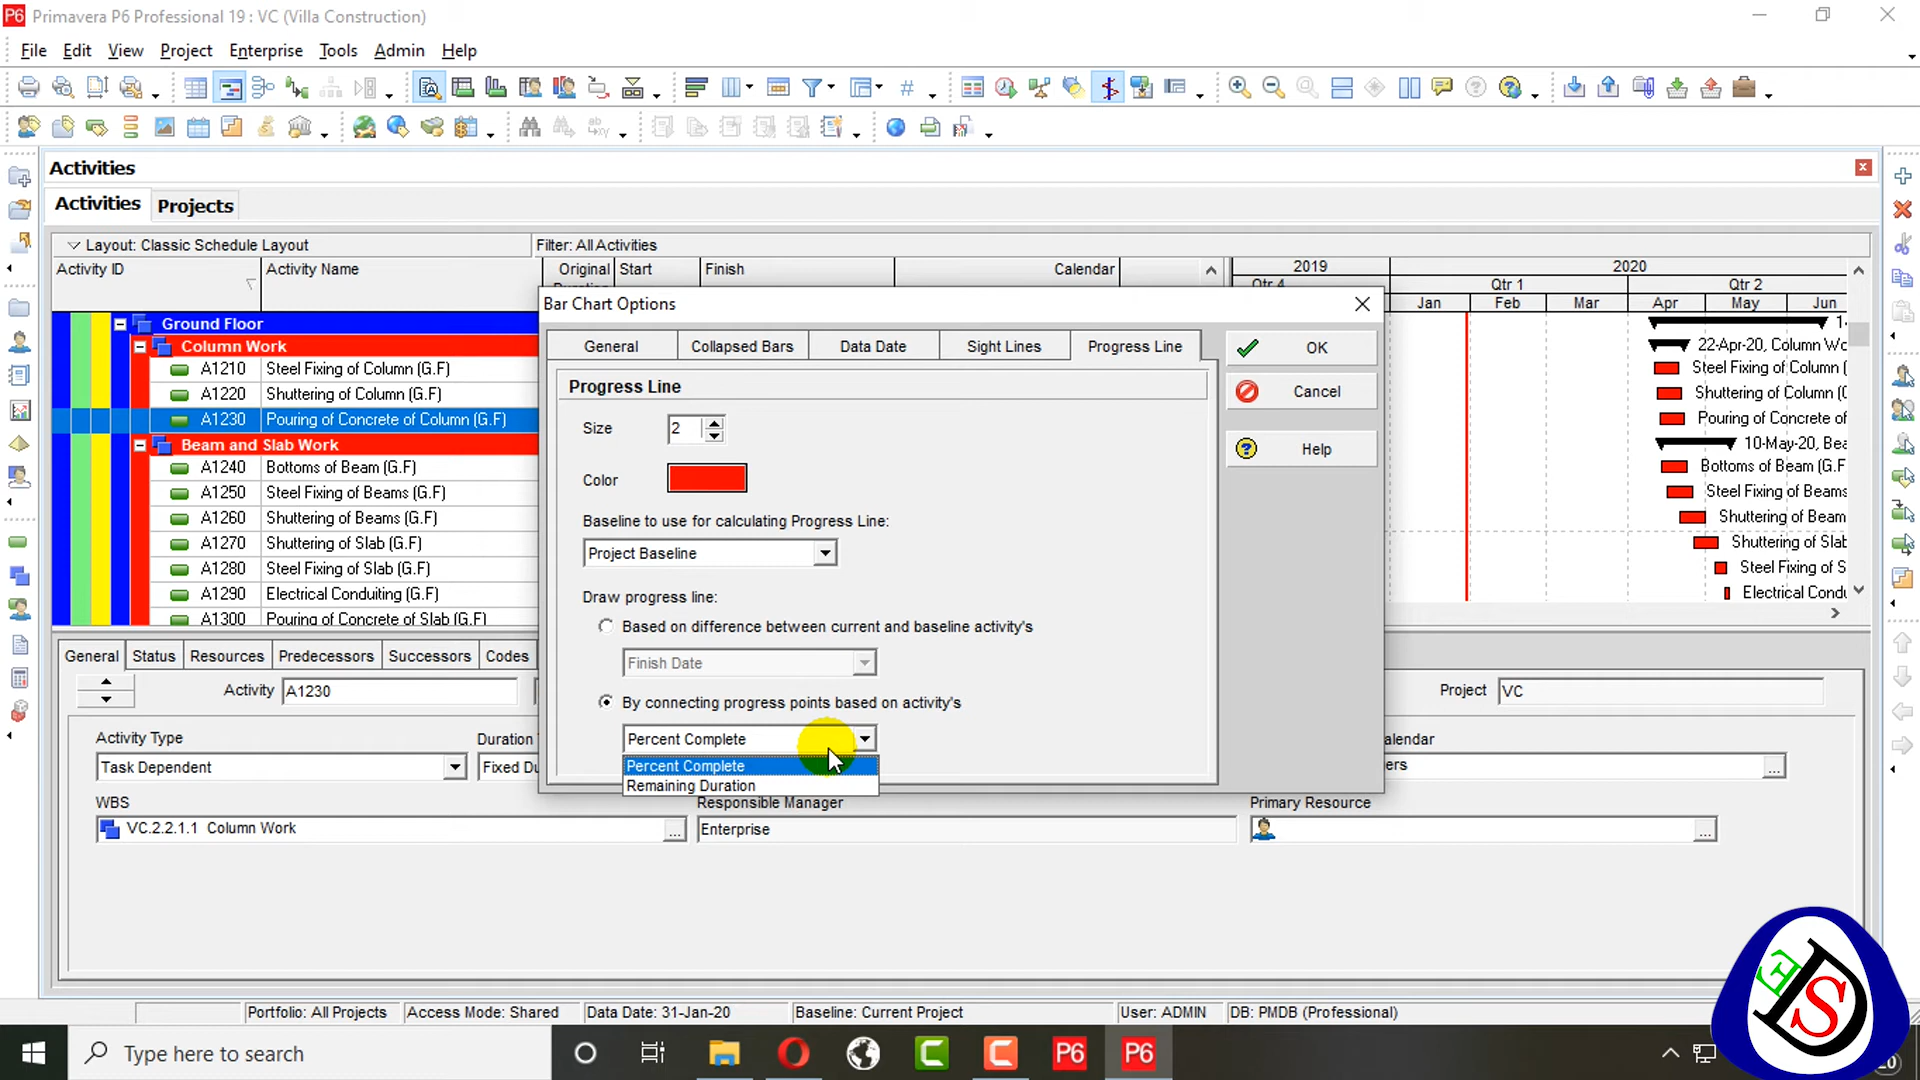 Primavera P6 Professional 19 : VC (Villa Construction)
File Edit View Project Enterprise Tools Admin Help
Activities
Activities Projects
Layout: Classic Schedule Layout Filter: All Activities
Activity ID Activity Name Original Start Finish Calendar
2019 2020
Qtr 1 Qtr 2
Jan Feb Mar Apr May Jun
Ground Floor
Column Work 22-Apr-20, Column Wc
A1210 Steel Fixing of Column (G.F) Steel Fixing of Column (
A1220 Shuttering of Column (G.F) Shuttering of Column (
A1230 Pouring of Concrete of Column (G.F) Pouring of Concrete of
Beam and Slab Work 10-May-20, Bea
A1240 Bottoms of Beam (G.F) Bottoms of Beam (G.F
A1250 Steel Fixing of Beams (G.F) Steel Fixing of Beams
A1260 Shuttering of Beams (G.F) Shuttering of Beam
A1270 Shuttering of Slab (G.F) Shuttering of Slab
A1280 Steel Fixing of Slab (G.F) Steel Fixing of S
A1290 Electrical Conduiting (G.F) Electrical Condu
A1300 Pouring of Concrete of Slab (G.F)
Bar Chart Options
General Collapsed Bars Data Date Sight Lines Progress Line
OK
Cancel
Help
Progress Line
Size 2
Color
Baseline to use for calculating Progress Line:
Project Baseline
Draw progress line:
Based on difference between current and baseline activity's
Finish Date
By connecting progress points based on activity's
Percent Complete
Percent Complete
Remaining Duration
General Status Resources Predecessors Successors Codes
Activity A1230 Project VC
Activity Type Duration alendar
Task Dependent Fixed Du ers
WBS Responsible Manager Primary Resource
VC.2.2.1.1 Column Work ... Enterprise ...
Portfolio: All Projects Access Mode: Shared Data Date: 31-Jan-20 Baseline: Current Project User: ADMIN DB: PMDB (Professional)
Type here to search
P6 P6